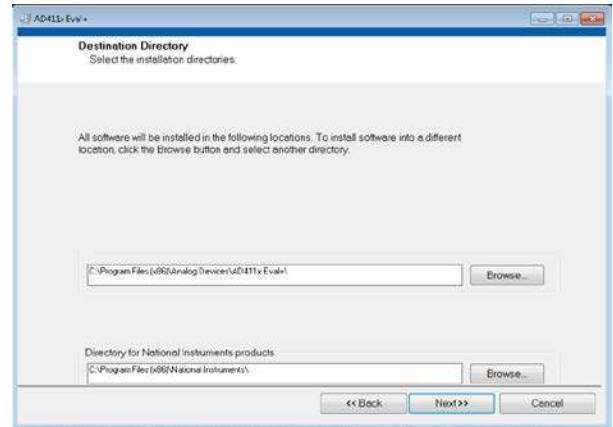 AD411x Eval+
Destination Directory
Select the installation directories.
All software will be installed in the following locations. To install software into a different
location, click the Browse button and select another directory.
C:\Program Files (x86)\Analog Devices\AD411x Eval+\
Browse...
Directory for National Instruments products
C:\Program Files (x86)\National Instruments\
Browse...
<< Back
Next >>
Cancel